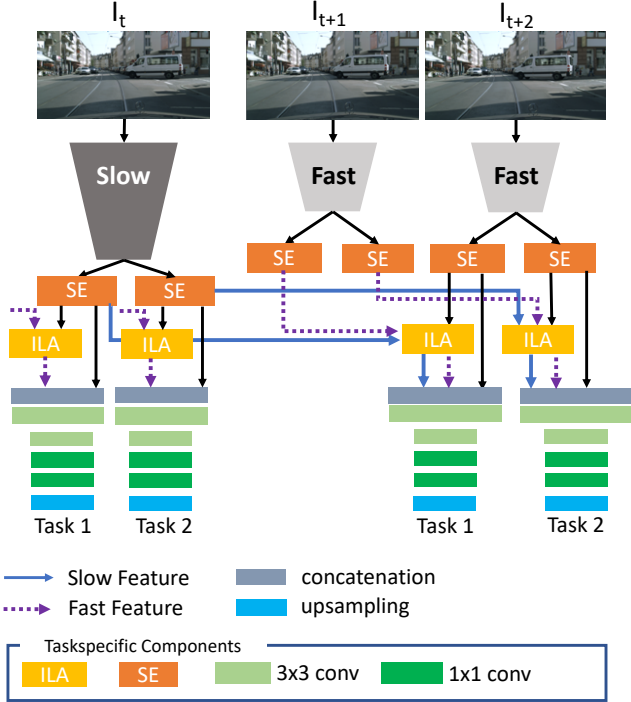 I_t
I_t+1
I_t+2
Slow
Fast
Fast
SE
SE
SE
SE
SE
SE
ILA
ILA
ILA
ILA
Task 1
Task 2
Task 1
Task 2
Slow Feature
concatenation
Fast Feature
upsampling
Taskspecific Components
ILA
SE
3x3 conv
1x1 conv